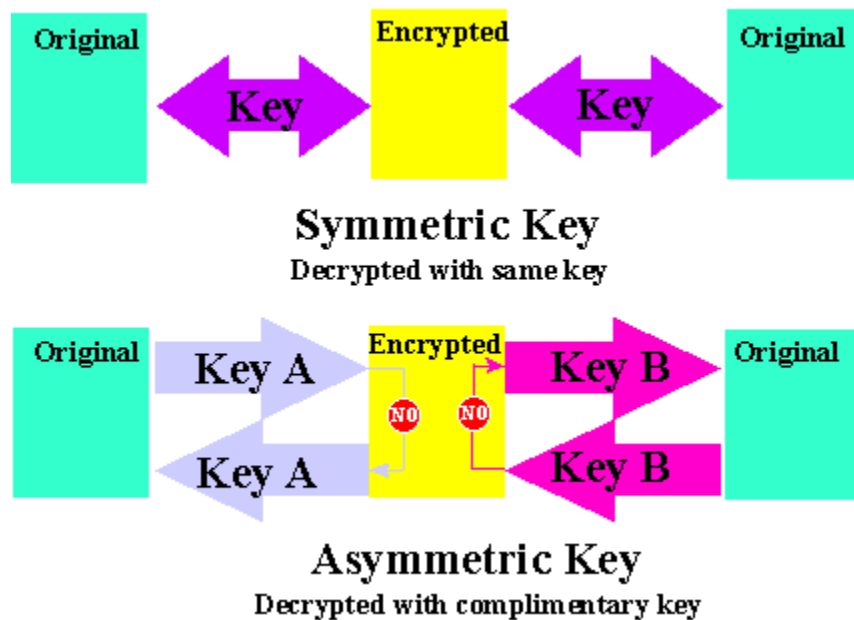 Original
Encrypted
Original
Key
Key
Symmetric Key
Decrypted with same key
Original
Encrypted
Original
Key A
Key B
NO
NO
Key A
Key B
Asymmetric Key
Decrypted with complimentary key